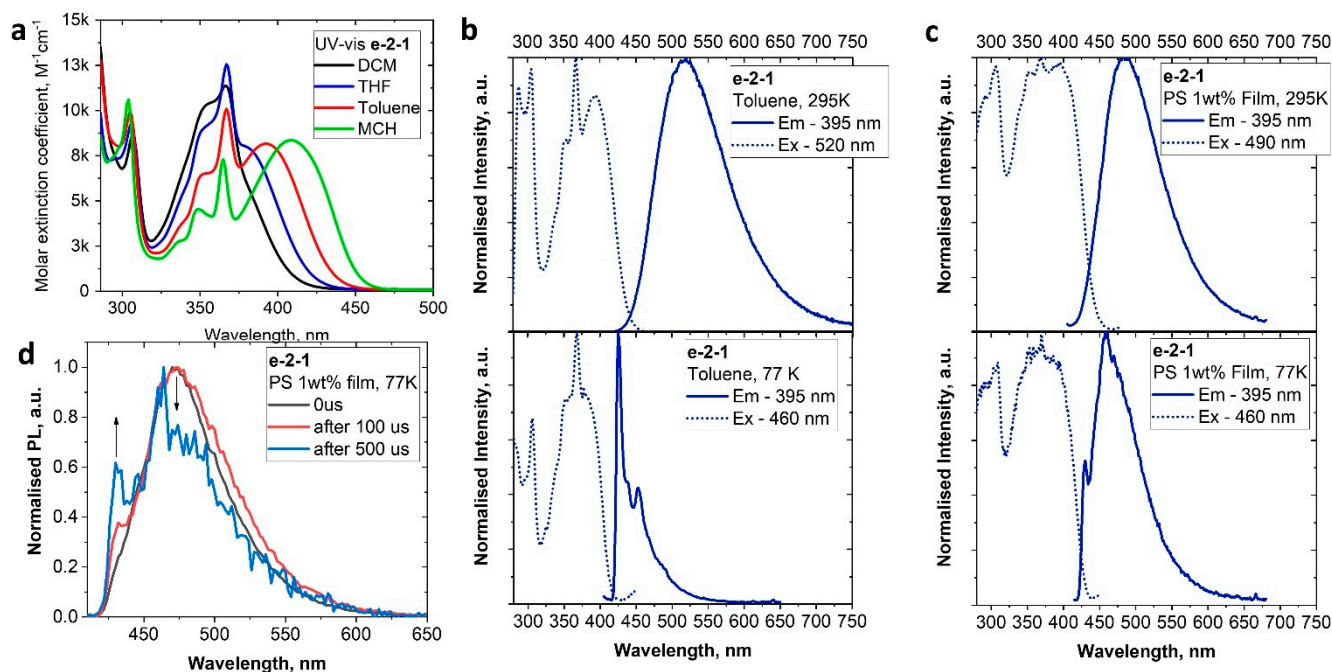 a
15k
13k
10k
8k
5k
3k
0
Molar extinction coefficient, M⁻¹cm⁻¹
UV-vis e-2-1
DCM
THF
Toluene
MCH
300 350 400 450 500
Wavelength, nm
b
300 350 400 450 500 550 600 650 700 750
Normalised Intensity, a.u.
e-2-1
Toluene, 295K
Em - 395 nm
Ex - 520 nm
Normalised Intensity, a.u.
e-2-1
Toluene, 77 K
Em - 395 nm
Ex - 460 nm
300 350 400 450 500 550 600 650 700 750
Wavelength, nm
c
300 350 400 450 500 550 600 650 700 750
Normalised Intensity, a.u.
e-2-1
PS 1wt% Film, 295K
Em - 395 nm
Ex - 490 nm
Normalised Intensity, a.u.
e-2-1
PS 1wt% Film, 77K
Em - 395 nm
Ex - 460 nm
300 350 400 450 500 550 600 650 700 750
Wavelength, nm
d
1.0
0.8
0.6
0.4
0.2
0.0
Normalised PL, a.u.
e-2-1
PS 1wt% film, 77K
0us
after 100 us
after 500 us
450 500 550 600 650
Wavelength, nm